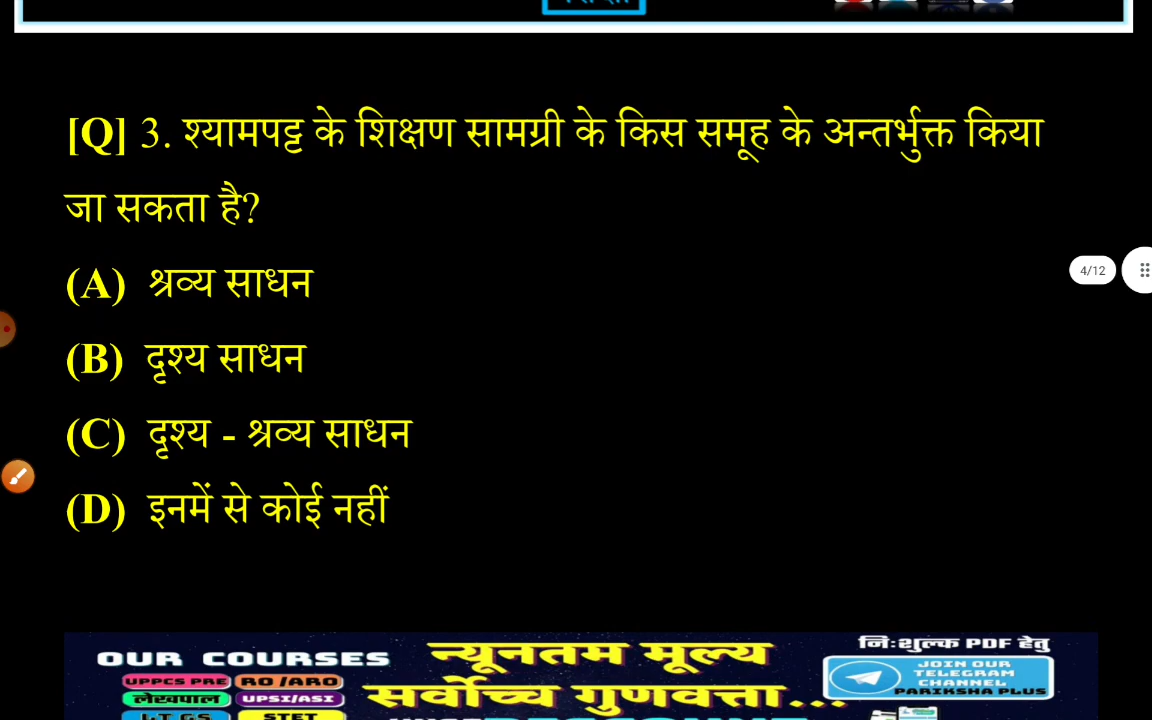 [Q] 3. श्यामपट्ट के शिक्षण सामग्री के किस समूह के अन्तर्भुक्त किया
जा सकता है?
(A) श्रव्य साधन
(B) दृश्य साधन
(C) दृश्य - श्रव्य साधन
(D) इनमें से कोई नहीं
4/12
OUR COURSES
UPPCS PRE RO /ARO
लेखपाल UPSI/ASI
STET
न्यूनतम मूल्य
सर्वोच्च गुणवत्ता...
निःशुल्क PDF हेतु
JOIN OUR
TELEGRAM
CHANNEL
PARIKSHA PLUS